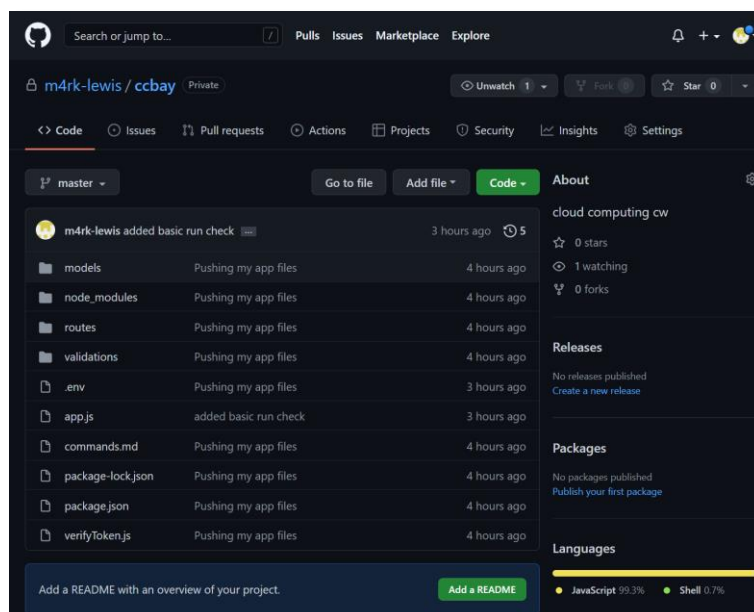 Search or jump to... /
Pulls Issues Marketplace Explore
m4rk-lewis / ccbay Private
Unwatch 1 Fork 0 Star 0
Code Issues Pull requests Actions Projects Security Insights Settings
master Go to file Add file Code
m4rk-lewis added basic run check ... 3 hours ago 5
models Pushing my app files 4 hours ago
node_modules Pushing my app files 4 hours ago
routes Pushing my app files 4 hours ago
validations Pushing my app files 4 hours ago
.env Pushing my app files 3 hours ago
app.js added basic run check 3 hours ago
commands.md Pushing my app files 4 hours ago
package-lock.json Pushing my app files 4 hours ago
package.json Pushing my app files 4 hours ago
verifyToken.js Pushing my app files 4 hours ago
Add a README with an overview of your project. Add a README
About
cloud computing cw
0 stars
1 watching
0 forks
Releases
No releases published
Create a new release
Packages
No packages published
Publish your first package
Languages
JavaScript 99.3% Shell 0.7%